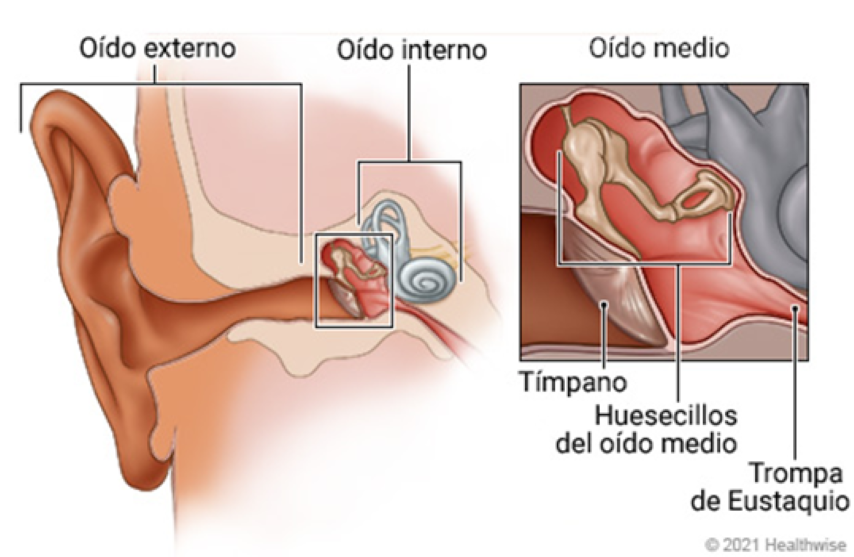 Oído externo
Oído interno
Oído medio
Tímpano
Huesecillos
del oído medio
Trompa
de Eustaquio
© 2021 Healthwise